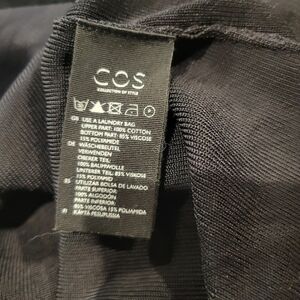 COS
COLLECTION OF STYLE
GB USE A LAUNDRY BAG
UPPER PART: 100% COTTON
BOTTOM PART: 85% VISCOSE
15% POLYAMID
DE WÄSCHEBEUTEL
VERWENDEN
OBERER TEIL:
100% BAUMWOLLE
UNTERER TEIL: 85% VISKOSE
15% POLYAMID
ES UTILIZAR BOLSA DE LAVADO
PARTE SUPERIOR:
100% ALGODÓN
PARTE INFERIOR:
85% VISCOSA 15% POLIAMIDA
FI KÄYTÄ PESUPUSSIA